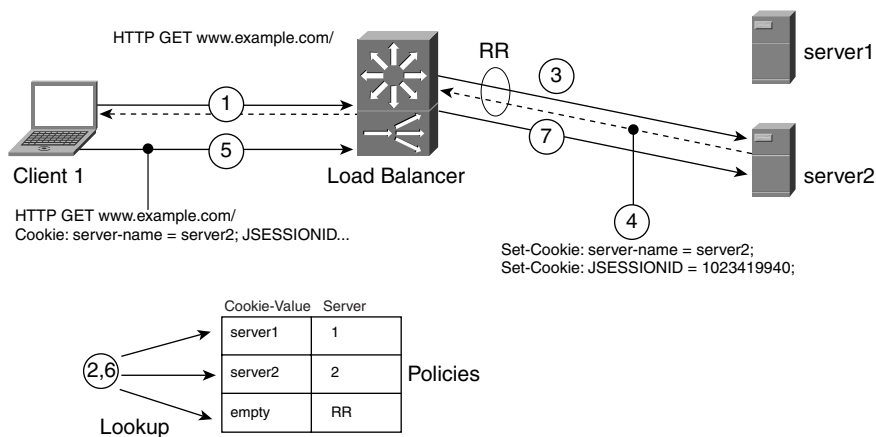 HTTP GET www.example.com/
RR
server1
3
1
7
5
Client 1
Load Balancer
server2
HTTP GET www.example.com/
Cookie: server-name = server2; JSESSIONID...
4
Set-Cookie: server-name = server2;
Set-Cookie: JSESSIONID = 1023419940;
Cookie-Value Server
server1 1
2,6
server2 2
Policies
empty RR
Lookup